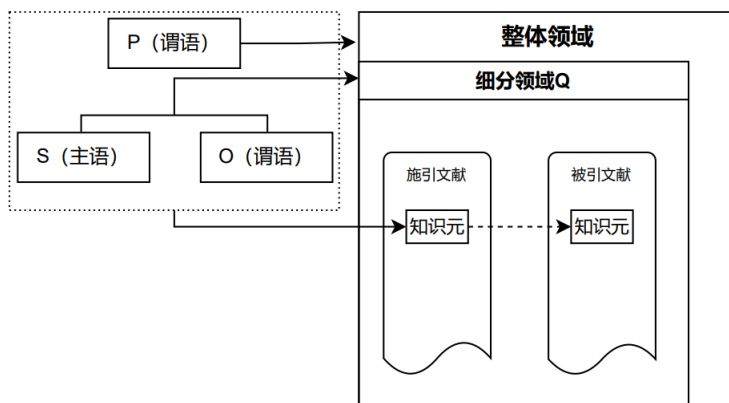 P（谓语）
整体领域
细分领域Q
S（主语）
O（谓语）
施引文献
被引文献
知识元
知识元